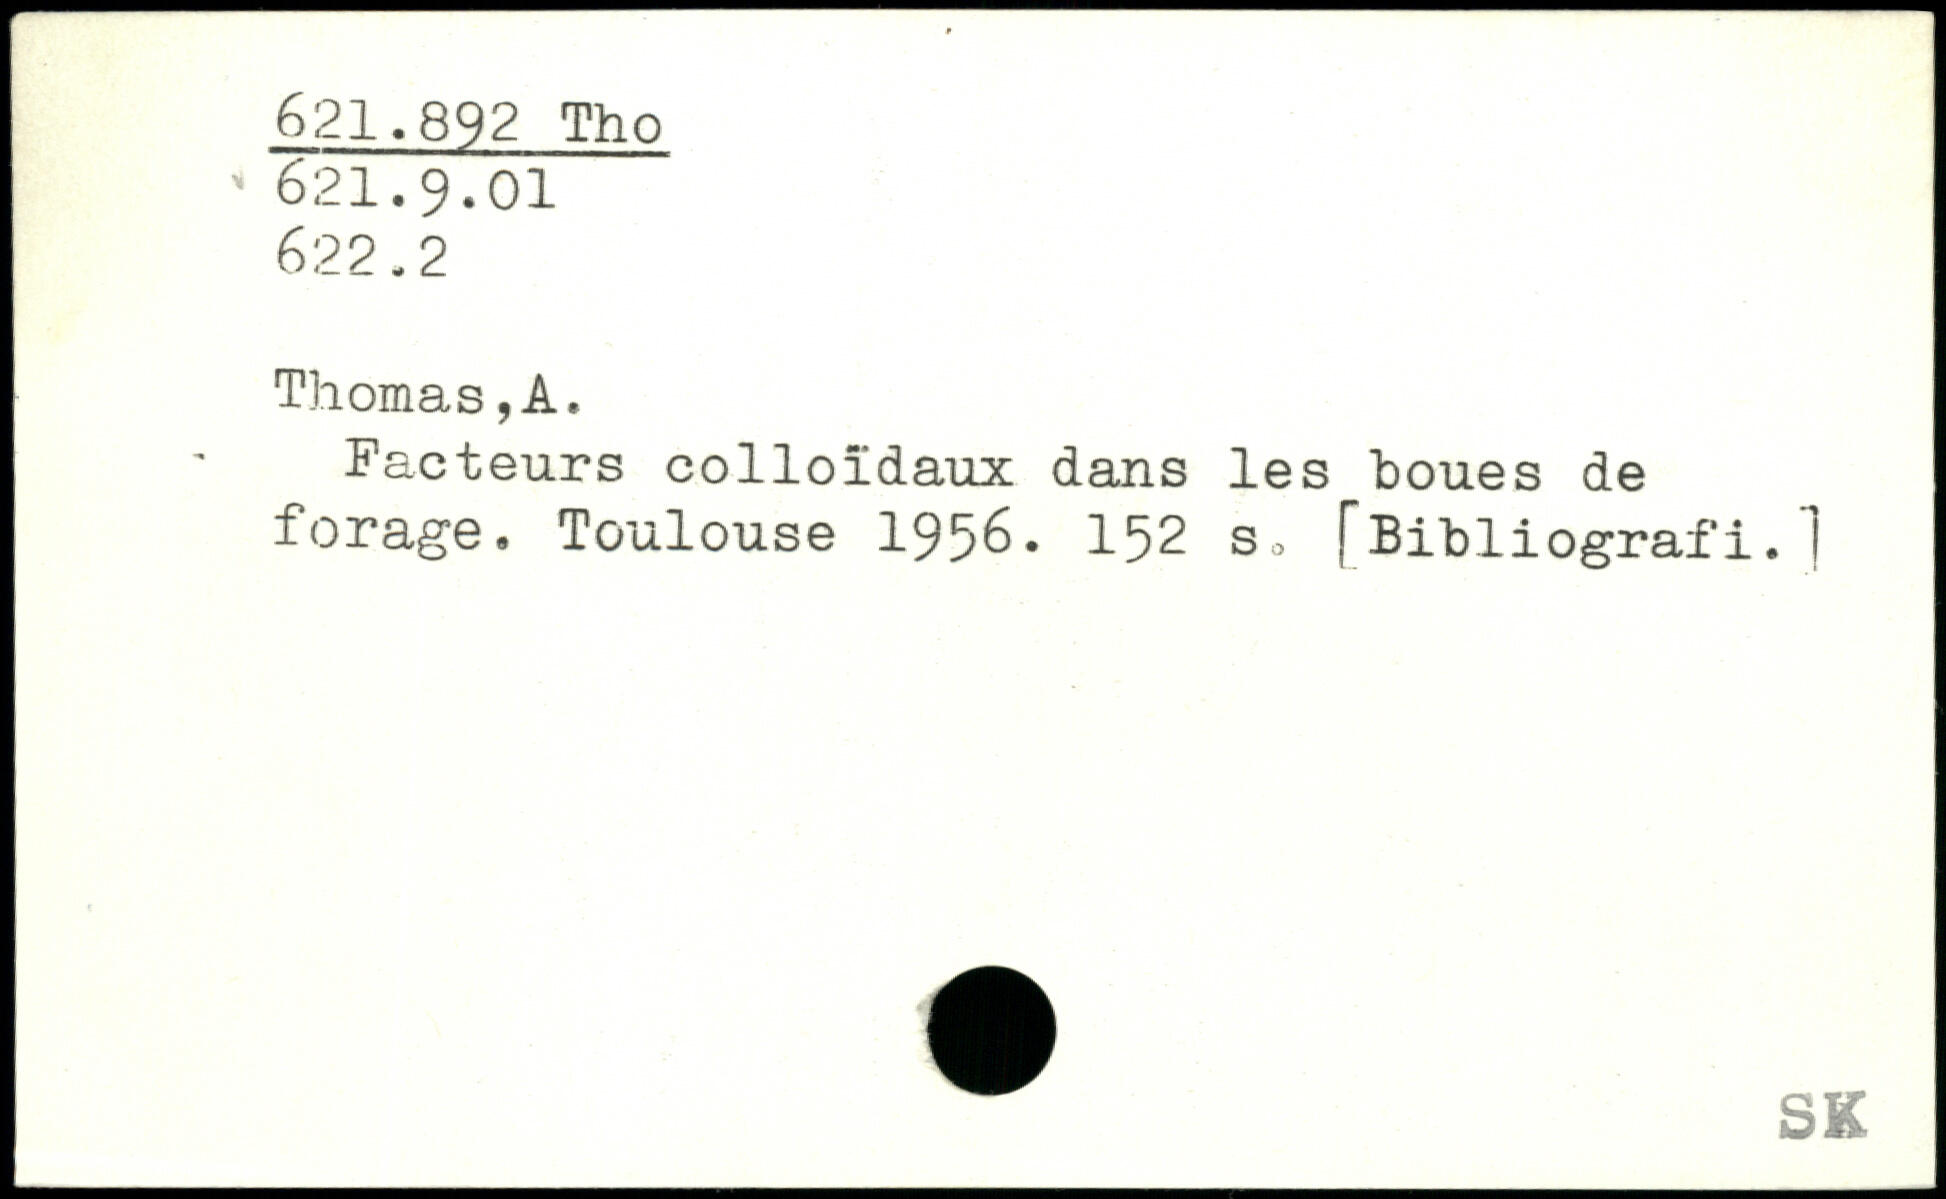 621.892 Tho
621.9.01
622.2
Thomas,A.
Facteurs colloïdaux dans les boues de
forage. Toulouse 1956. 152 s. [Bibliografi.]
SK